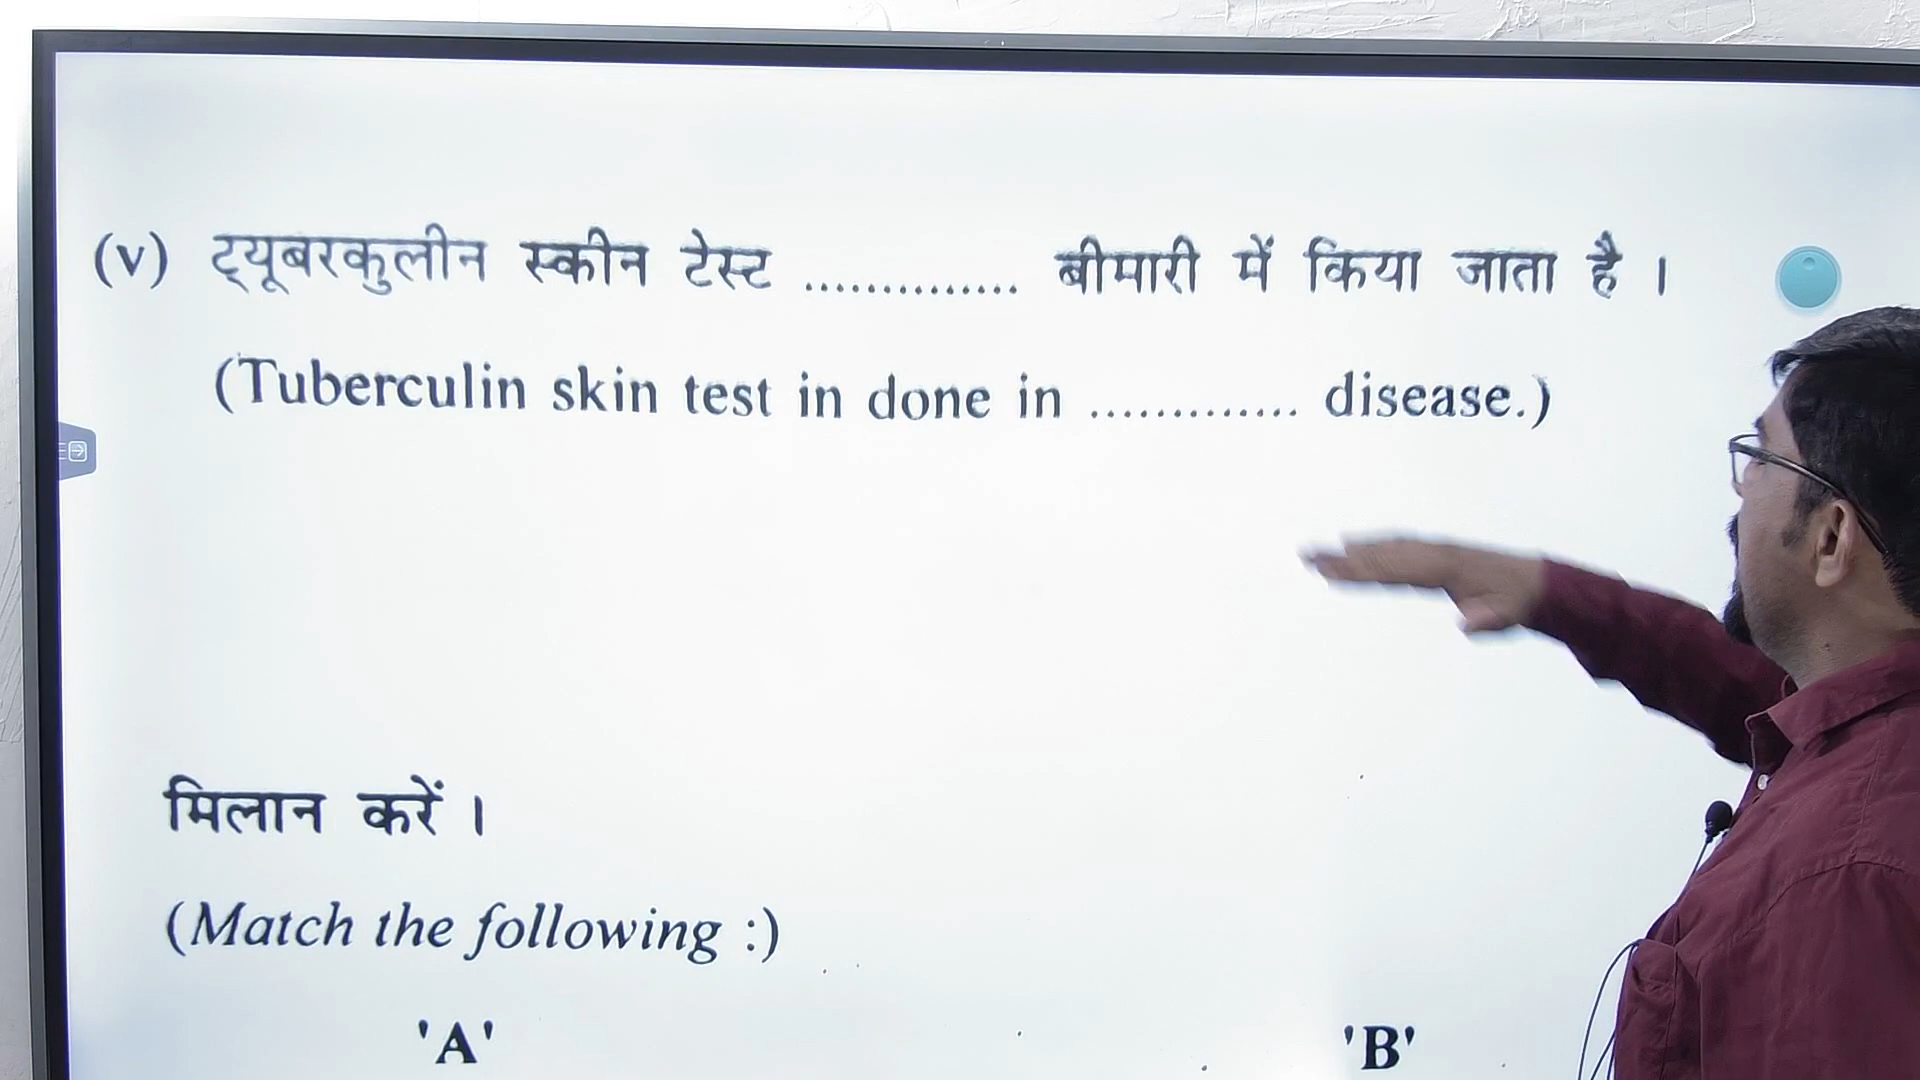 (v) ट्यूबरकुलीन स्कीन टेस्ट .............. बीमारी में किया जाता है ।
(Tuberculin skin test in done in ............. disease.)
मिलान करें ।
(Match the following :)
'A' 'B'